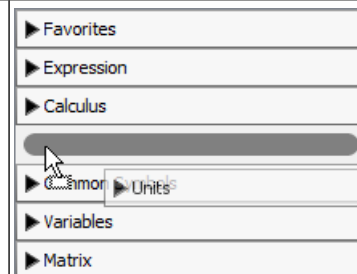 Favorites
Expression
Calculus
Units
Variables
Matrix